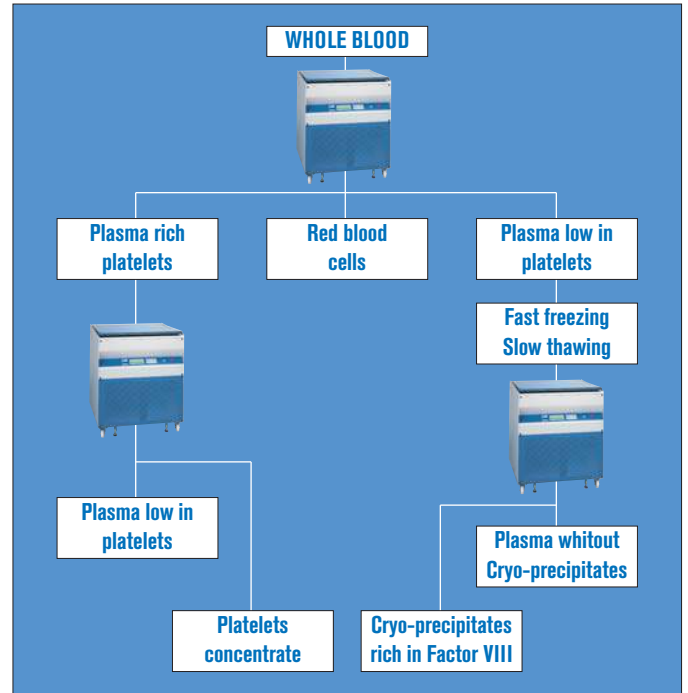 WHOLE BLOOD
Plasma rich
platelets
Red blood
cells
Plasma low in
platelets
Fast freezing
Slow thawing
Plasma low in
platelets
Plasma whitout
Cryo-precipitates
Platelets
concentrate
Cryo-precipitates
rich in Factor VIII